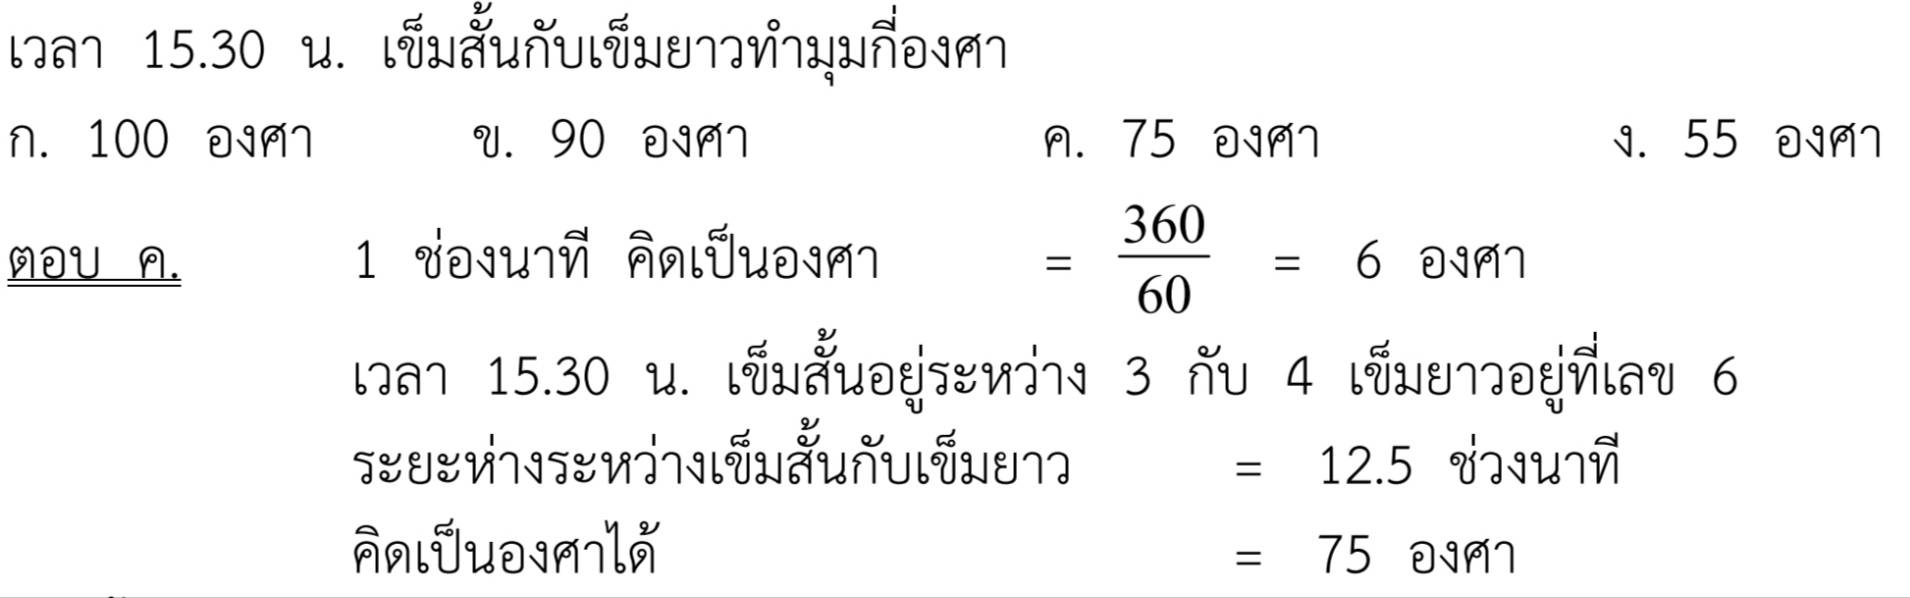 เวลา 15.30 น. เข็มสั้นกับเข็มยาวทำมุมกี่องศา
ก. 100 องศา ข. 90 องศา ค. 75 องศา ง. 55 องศา
ตอบ ค. 1 ช่องนาที คิดเป็นองศา = 360/60 = 6 องศา
เวลา 15.30 น. เข็มสั้นอยู่ระหว่าง 3 กับ 4 เข็มยาวอยู่ที่เลข 6
ระยะห่างระหว่างเข็มสั้นกับเข็มยาว = 12.5 ช่วงนาที
คิดเป็นองศาได้ = 75 องศา